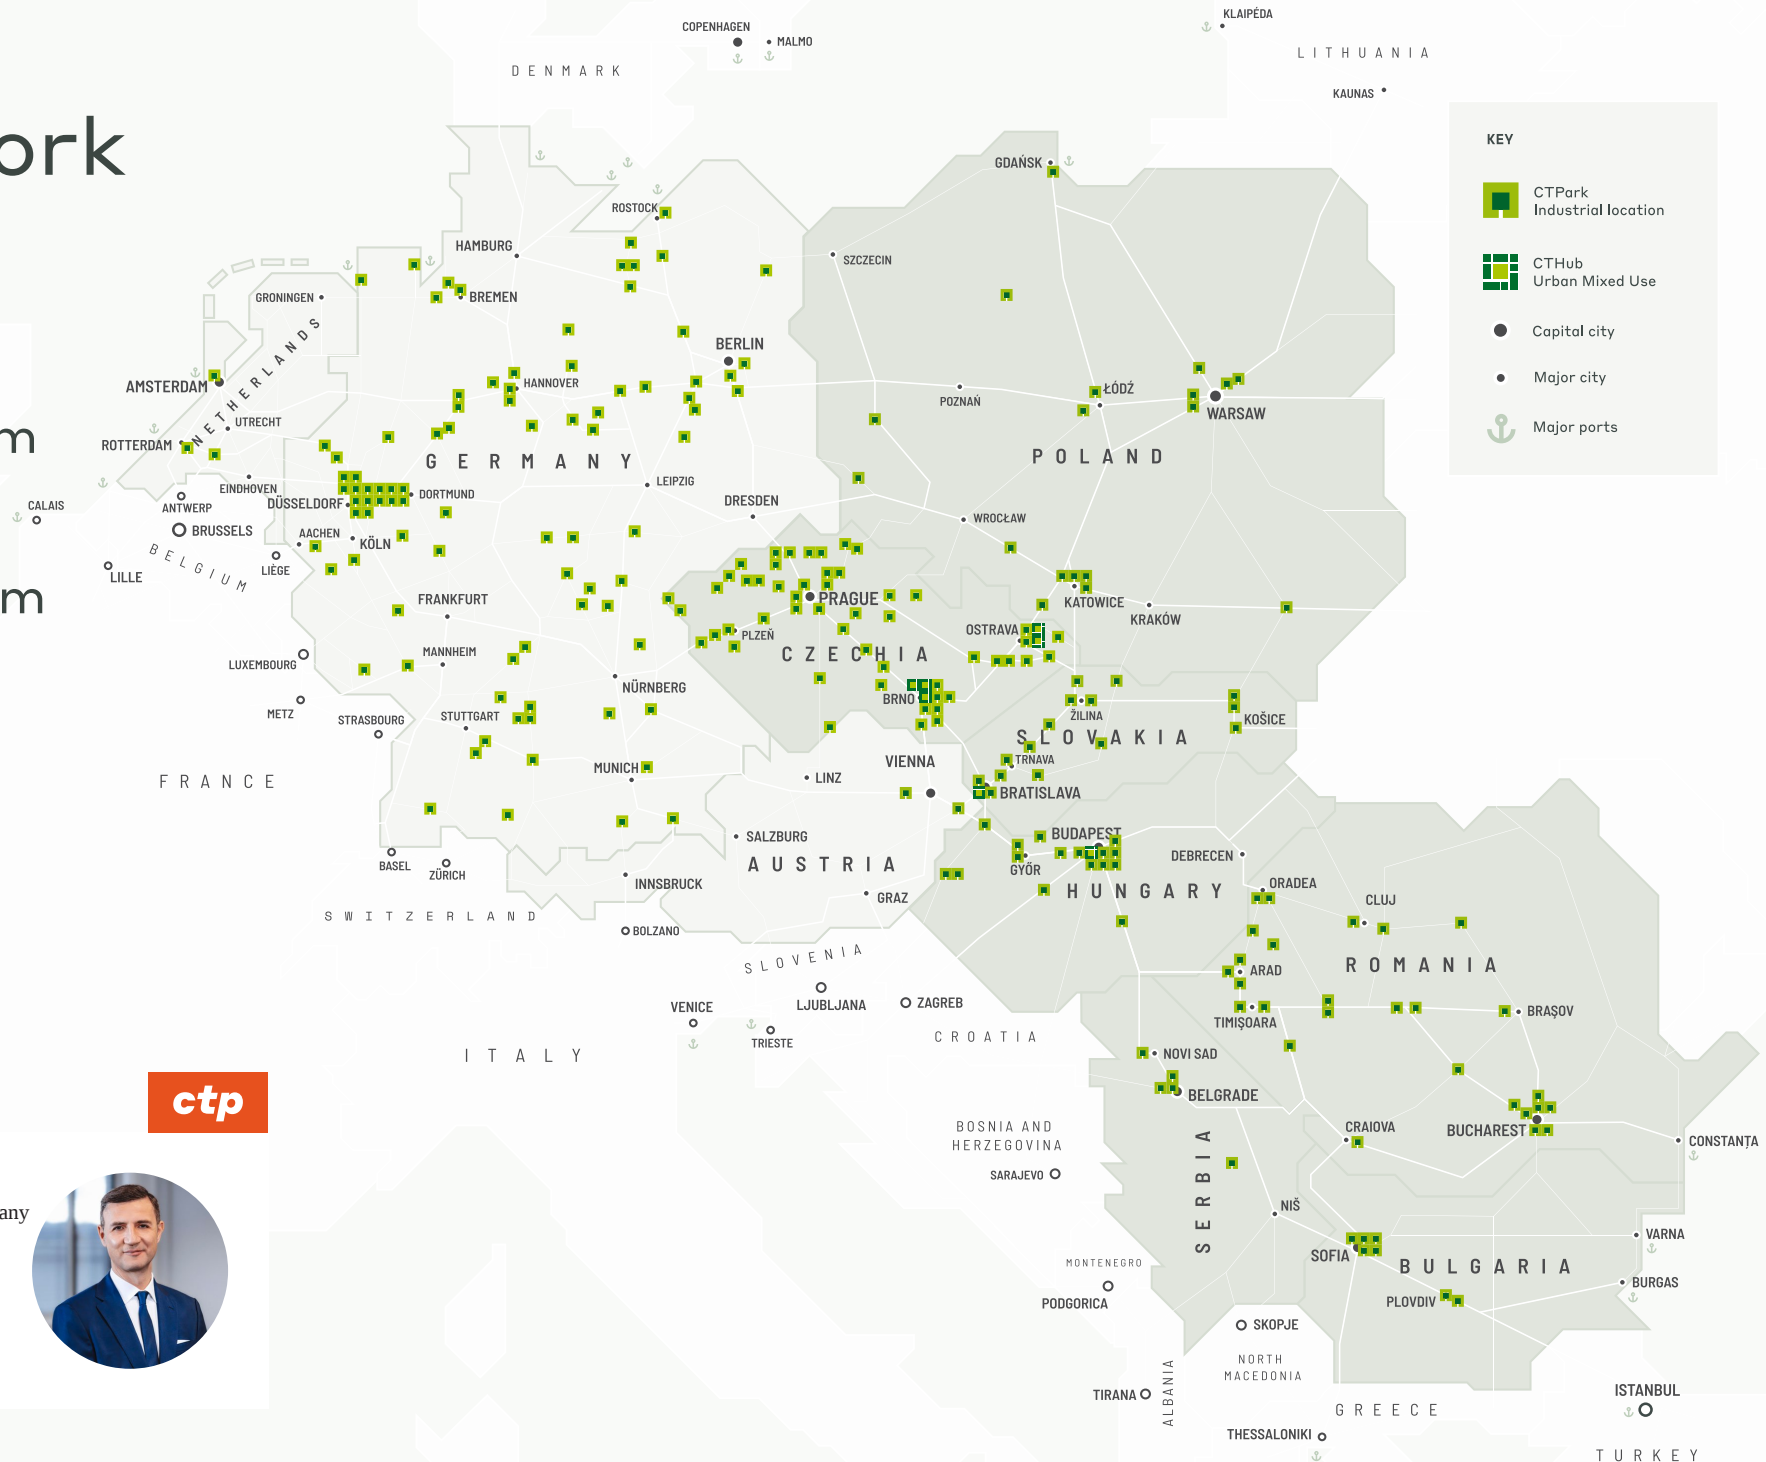 ork
m
m
any
ctp
KEY
CTPark
Industrial location
CTHub
Urban Mixed Use
Capital city
Major city
Major ports
COPENHAGEN
MALMO
DENMARK
KLAIPÉDA
LITHUANIA
KAUNAS
GDAŃSK
ROSTOCK
HAMBURG
SZCZECIN
GRONINGEN
BREMEN
NETHERLANDS
BERLIN
AMSTERDAM
HANNOVER
POZNAŃ
ŁÓDŹ
WARSAW
UTRECHT
ROTTERDAM
GERMANY
POLAND
EINDHOVEN
DÜSSELDORF
DORTMUND
LEIPZIG
DRESDEN
CALAIS
ANTWERP
BRUSSELS
WROCŁAW
AACHEN
KÖLN
BELGIUM
LIÈGE
LILLE
FRANKFURT
PRAGUE
KATOWICE
KRAKÓW
OSTRAVA
PLZEŇ
CZECHIA
LUXEMBOURG
MANNHEIM
NÜRNBERG
BRNO
METZ
STRASBOURG
STUTTGART
ŽILINA
KOŠICE
SLOVAKIA
FRANCE
MUNICH
LINZ
VIENNA
TRNAVA
BRATISLAVA
SALZBURG
BUDAPEST
AUSTRIA
BASEL
ZÜRICH
GYŐR
DEBRECEN
INNSBRUCK
GRAZ
HUNGARY
ORADEA
CLUJ
SWITZERLAND
BOLZANO
SLOVENIA
ROMANIA
ARAD
VENICE
LJUBLJANA
ZAGREB
TIMIŞOARA
BRAŞOV
TRIESTE
CROATIA
ITALY
NOVI SAD
BELGRADE
BOSNIA AND
HERZEGOVINA
CRAIOVA
BUCHAREST
CONSTANȚA
SARAJEVO
SERBIA
NIŠ
VARNA
SOFIA
BULGARIA
MONTENEGRO
PODGORICA
PLOVDIV
BURGAS
SKOPJE
NORTH
MACEDONIA
TIRANA
ALBANIA
GREECE
ISTANBUL
THESSALONIKI
TURKEY